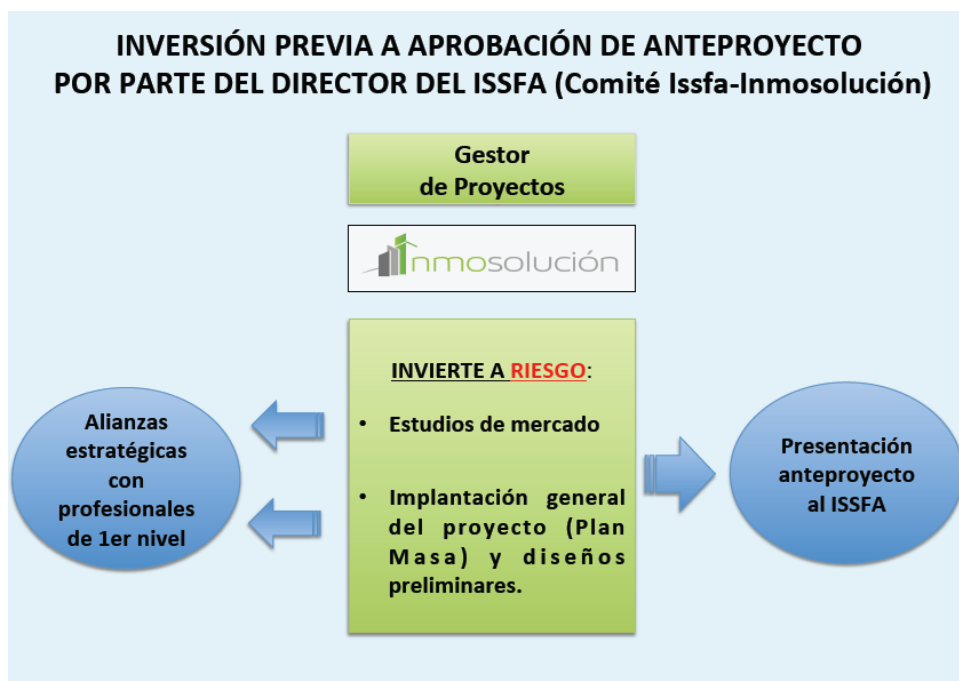 INVERSIÓN PREVIA A APROBACIÓN DE ANTEPROYECTO
POR PARTE DEL DIRECTOR DEL ISSFA (Comité Issfa-Inmosolución)
Gestor
de Proyectos
Inmosolución
INVIERTE A RIESGO:
• Estudios de mercado
• Implantación general
del proyecto (Plan
Masa) y diseños
preliminares.
Alianzas
estratégicas
con
profesionales
de 1er nivel
Presentación
anteproyecto
al ISSFA